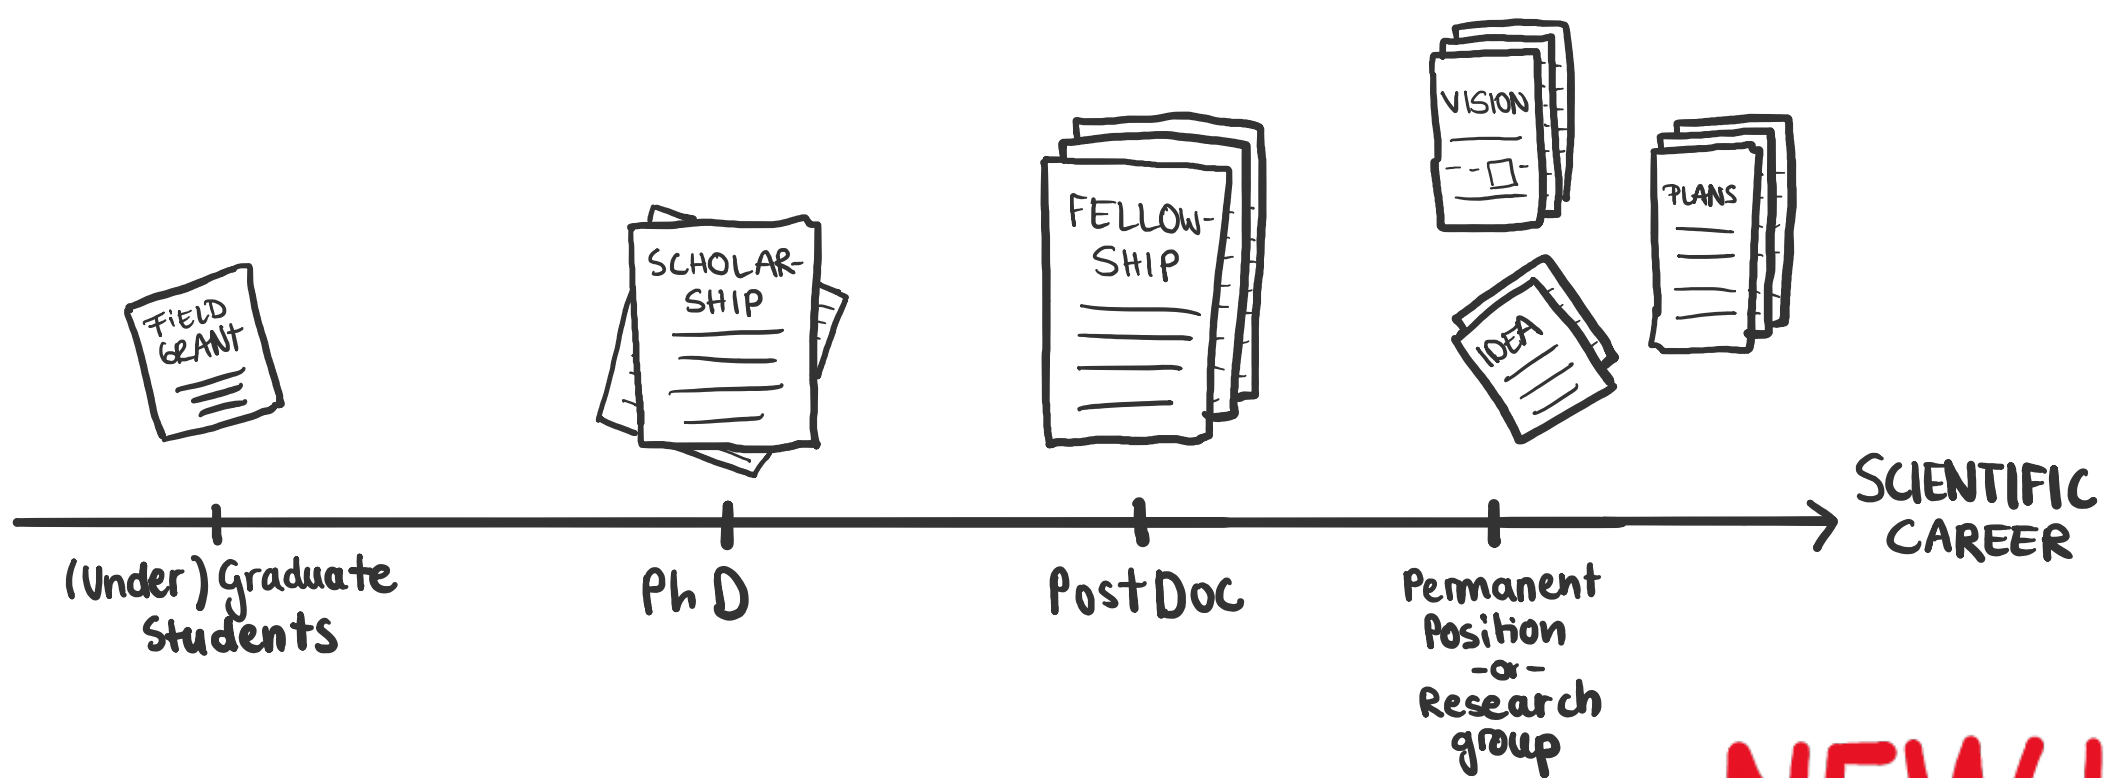 FiELD
GRANT
SCHOLAR-
SHIP
FELLOW-
SHIP
VISION
PLANS
IDEA
SCIENTIFIC
CAREER
(Under) Graduate
Students
PhD
PostDoc
Permanent
Position
-or-
Research
group
NEW!